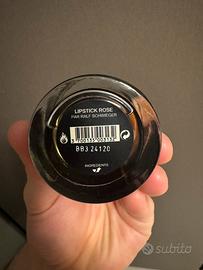 LIPSTICK ROSE
PAR RALF SCHWIEGER
BB3 24120
INGREDIENTS
subito